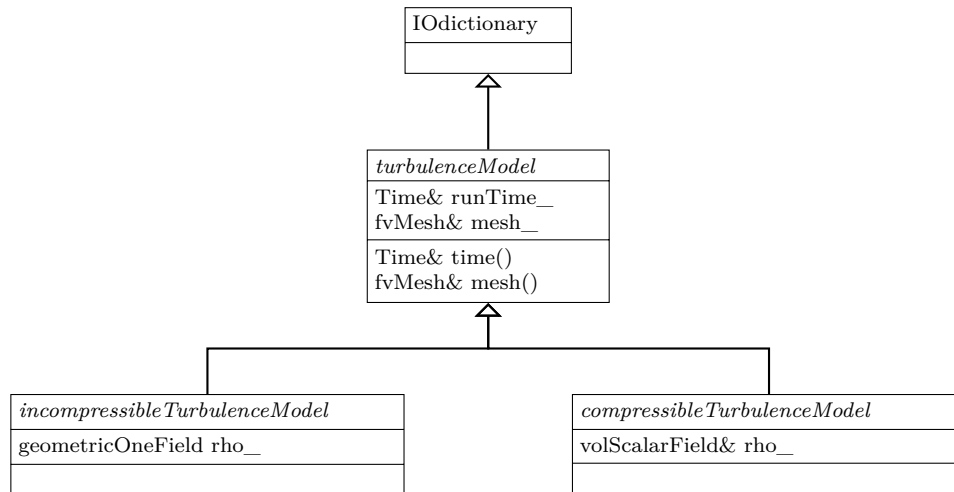 IOdictionary
turbulenceModel
Time& runTime_
fvMesh& mesh_
Time& time()
fvMesh& mesh()
incompressibleTurbulenceModel
geometricOneField rho_
compressibleTurbulenceModel
volScalarField& rho_